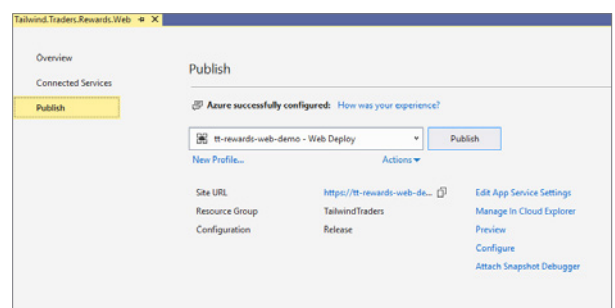 Tailwind.Traders.Rewards.Web
Overview
Connected Services
Publish
Publish
Azure successfully configured: How was your experience?
tt-rewards-web-demo - Web Deploy
Publish
New Profile...
Actions
Site URL https://tt-rewards-web-de... Edit App Service Settings
Resource Group TailwindTraders Manage In Cloud Explorer
Configuration Release Preview
Configure
Attach Snapshot Debugger